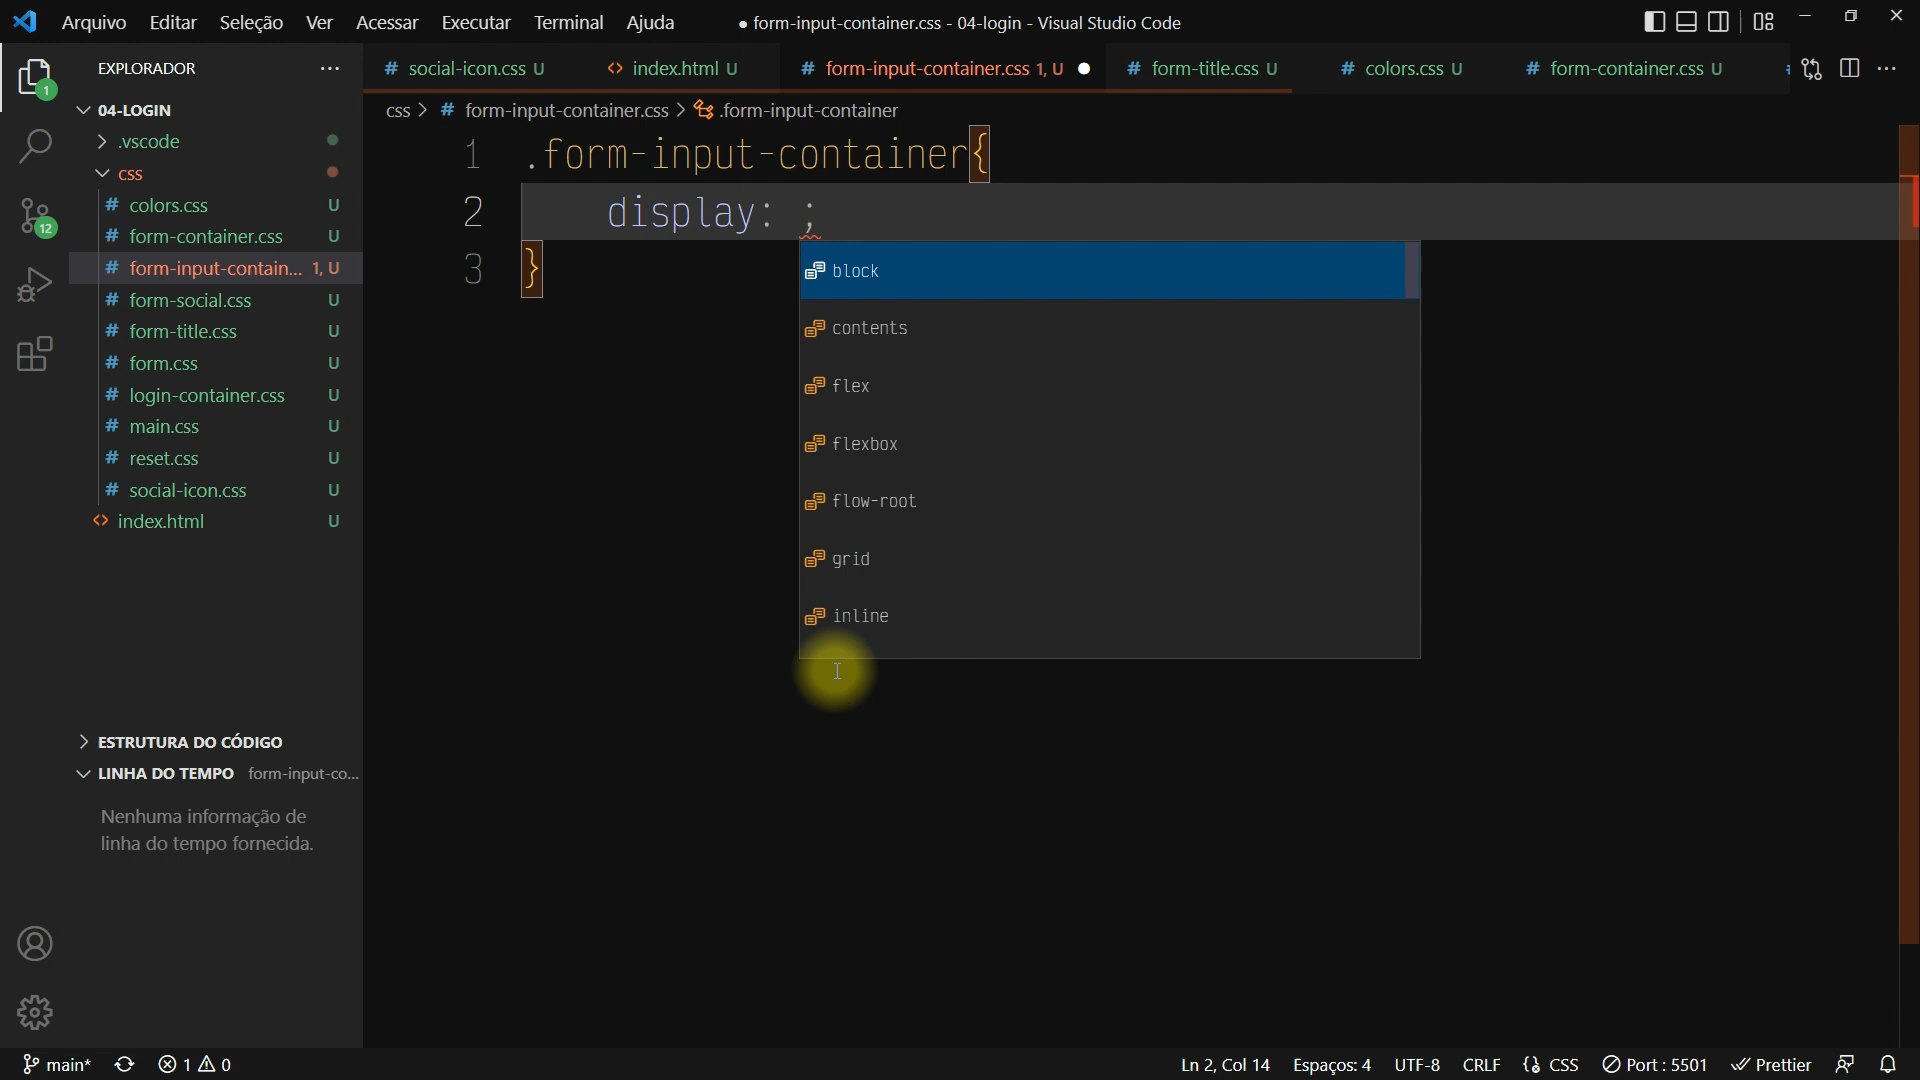 Arquivo Editar Seleção Ver Acessar Executar Terminal Ajuda
● form-input-container.css - 04-login - Visual Studio Code
EXPLORADOR ···
# social-icon.css U
<> index.html U
# form-input-container.css 1, U ●
# form-title.css U
# colors.css U
# form-container.css U
#
css > # form-input-container.css > .form-input-container
04-LOGIN
.vscode
css
# colors.css U
# form-container.css U
# form-input-contain... 1, U
# form-social.css U
# form-title.css U
# form.css U
# login-container.css U
# main.css U
# reset.css U
# social-icon.css U
<> index.html U
1
12
1 .form-input-container{
2 display: ;
3 }
block
contents
flex
flexbox
flow-root
grid
inline
ESTRUTURA DO CÓDIGO
LINHA DO TEMPO form-input-co...
Nenhuma informação de
linha do tempo fornecida.
main* 1 0
Ln 2, Col 14 Espaços: 4 UTF-8 CRLF {} CSS Port : 5501 Prettier